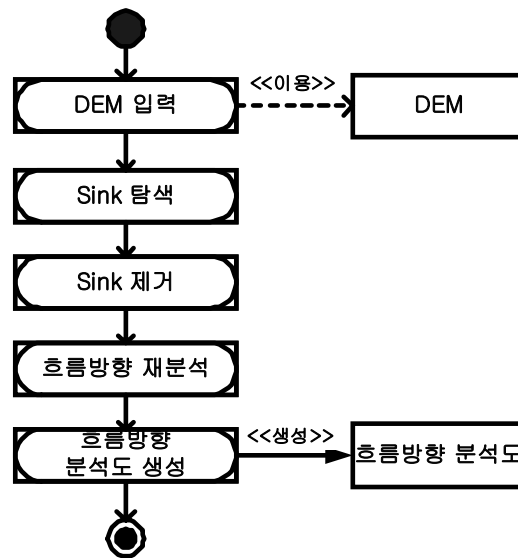 DEM 입력
<<이용>>
DEM
Sink 탐색
Sink 제거
흐름방향 재분석
흐름방향
분석도 생성
<<생성>>
흐름방향 분석도